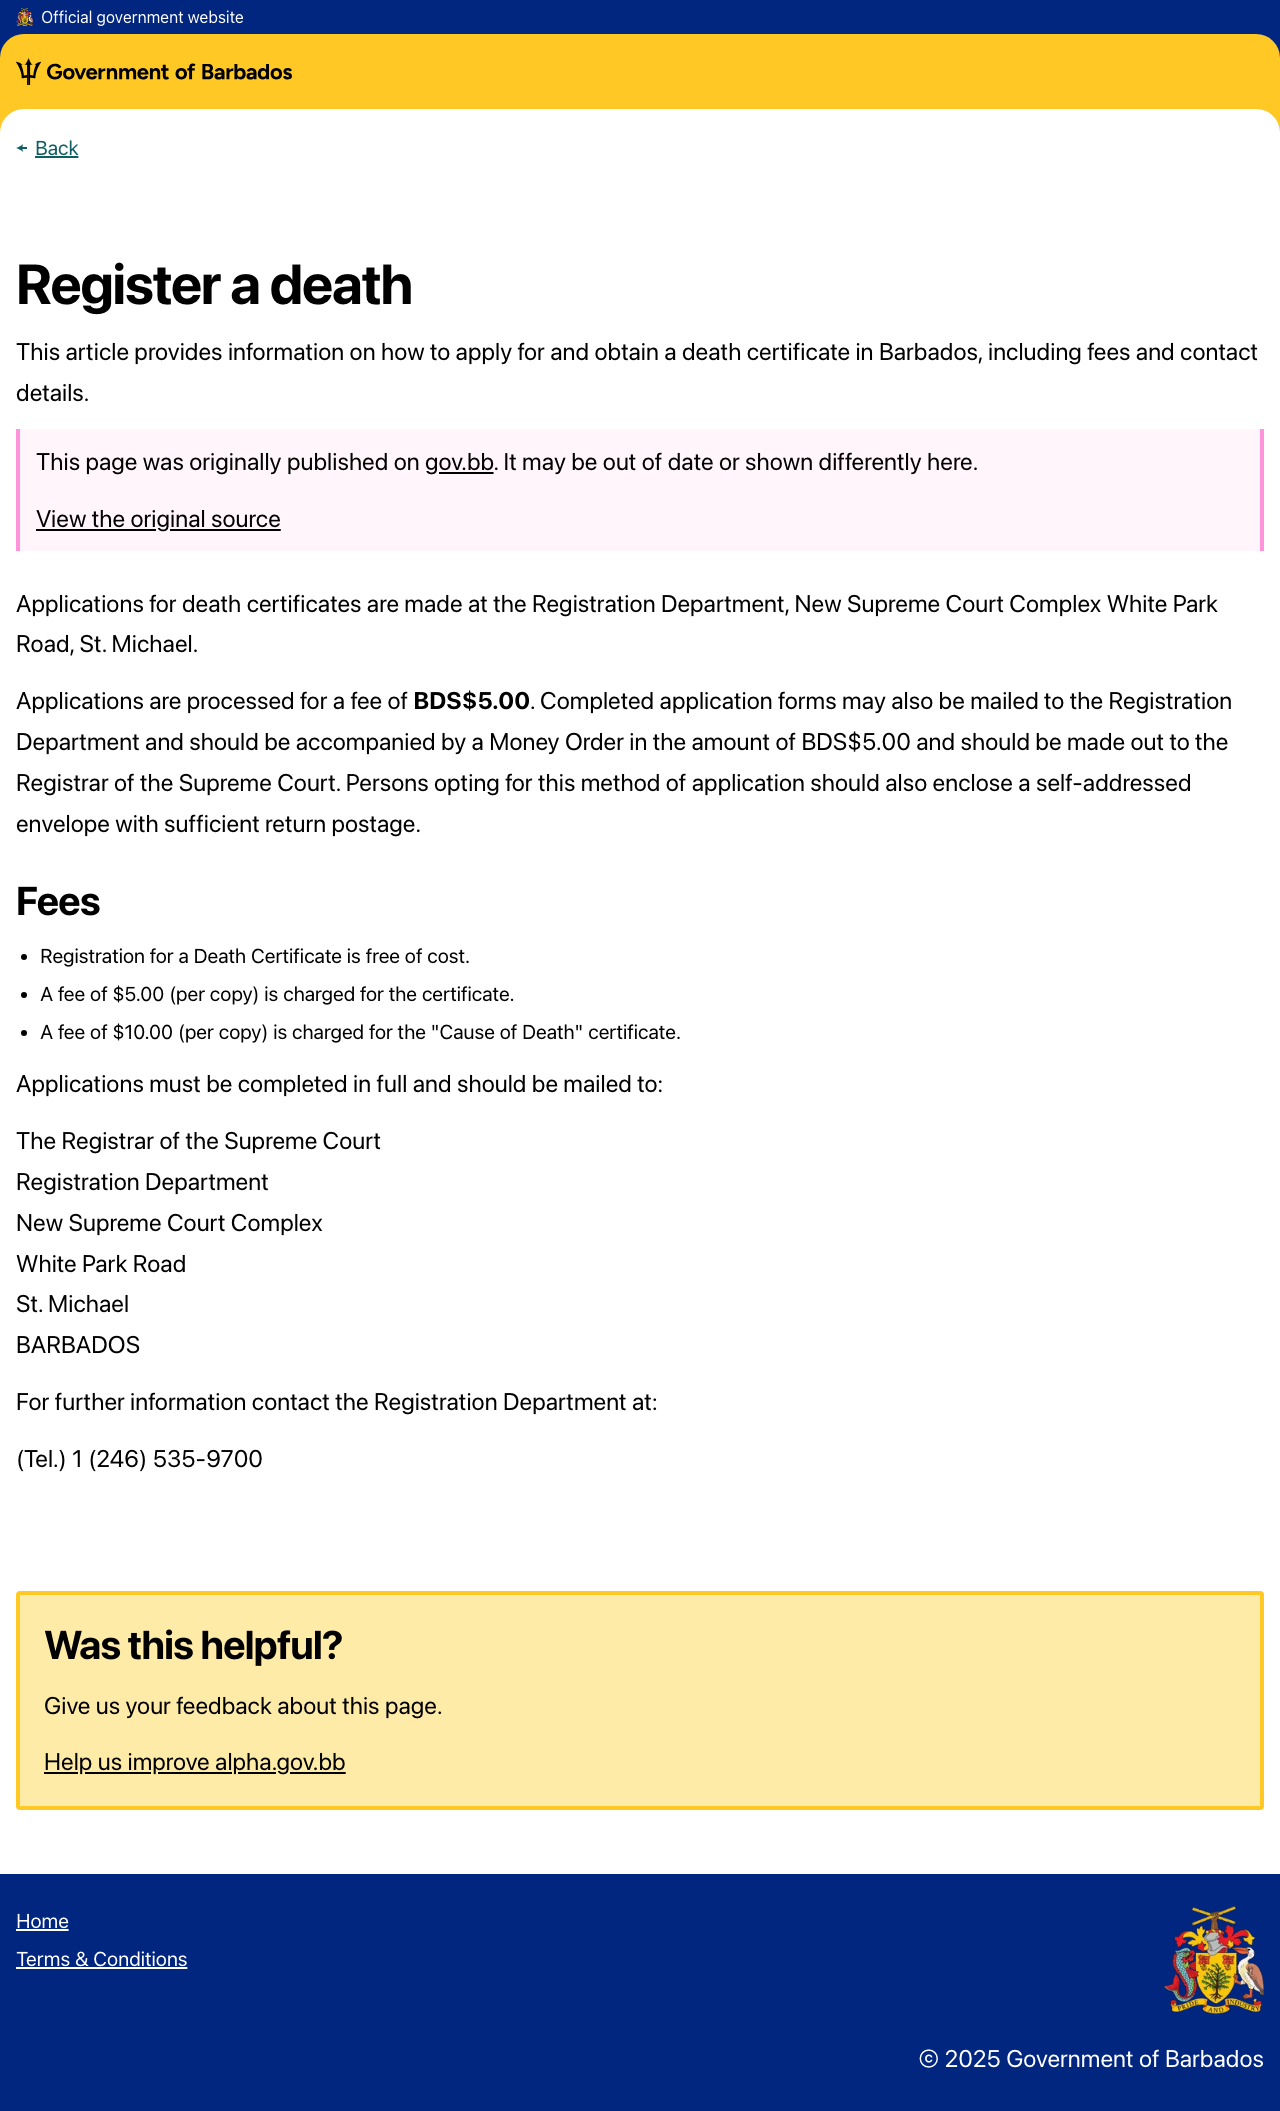 Official government website
Government of Barbados
Back
Register a death
This article provides information on how to apply for and obtain a death certificate in Barbados, including fees and contact
details.
This page was originally published on gov.bb. It may be out of date or shown differently here.
View the original source
Applications for death certificates are made at the Registration Department, New Supreme Court Complex White Park
Road, St. Michael.
Applications are processed for a fee of BDS$5.00. Completed application forms may also be mailed to the Registration
Department and should be accompanied by a Money Order in the amount of BDS$5.00 and should be made out to the
Registrar of the Supreme Court. Persons opting for this method of application should also enclose a self-addressed
envelope with sufficient return postage.
Fees
• Registration for a Death Certificate is free of cost.
• A fee of $5.00 (per copy) is charged for the certificate.
• A fee of $10.00 (per copy) is charged for the "Cause of Death" certificate.
Applications must be completed in full and should be mailed to:
The Registrar of the Supreme Court
Registration Department
New Supreme Court Complex
White Park Road
St. Michael
BARBADOS
For further information contact the Registration Department at:
(Tel.) 1 (246) 535-9700
Was this helpful?
Give us your feedback about this page.
Help us improve alpha.gov.bb
Home
Terms & Conditions
PRIDE AND INDUSTRY
© 2025 Government of Barbados